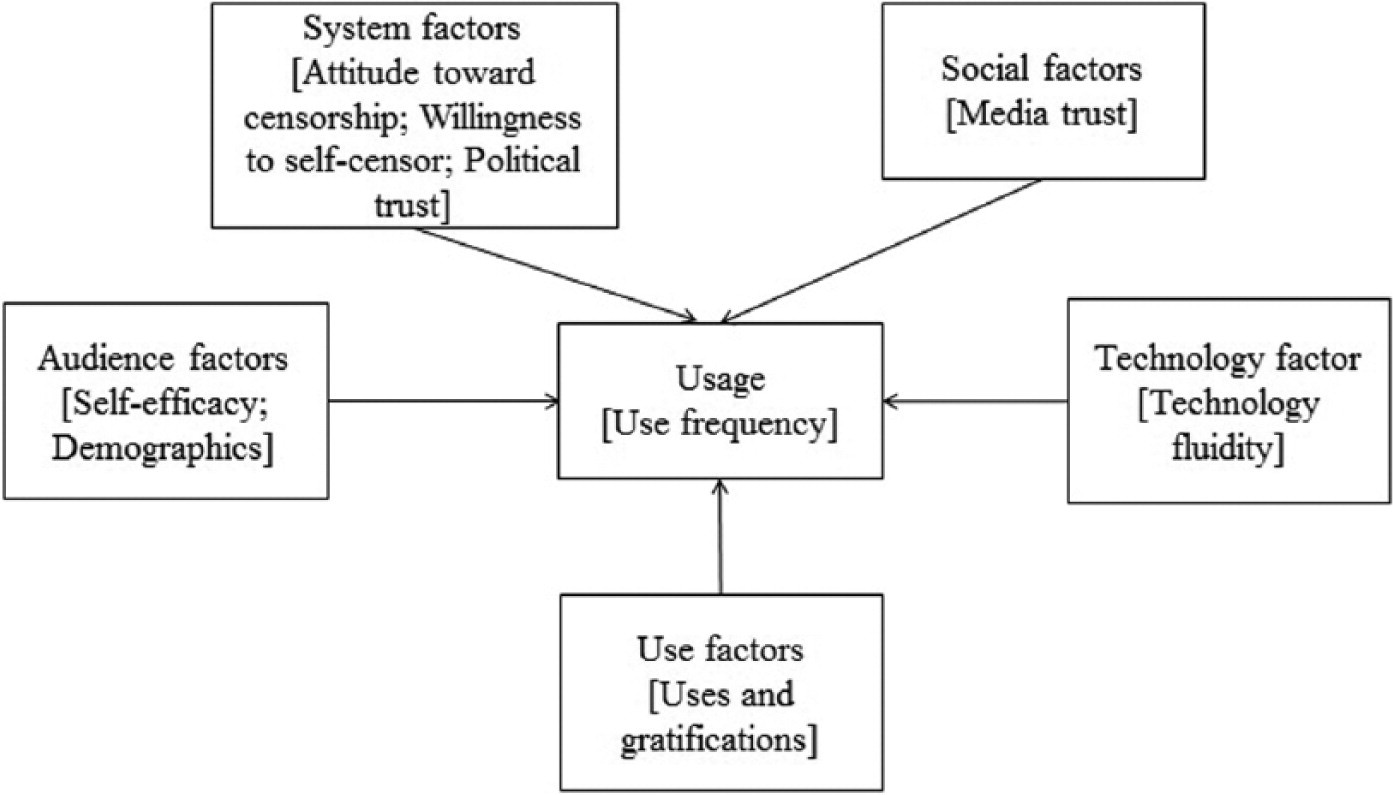 System factors
[Attitude toward
censorship; Willingness
to self-censor; Political
trust]
Social factors
[Media trust]
Audience factors
[Self-efficacy;
Demographics]
Usage
[Use frequency]
Technology factor
[Technology
fluidity]
Use factors
[Uses and
gratifications]